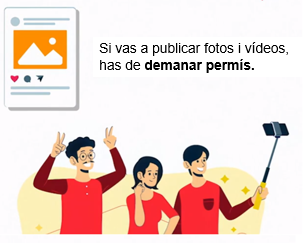 Si vas a publicar fotos i vídeos,
has de demanar permís.